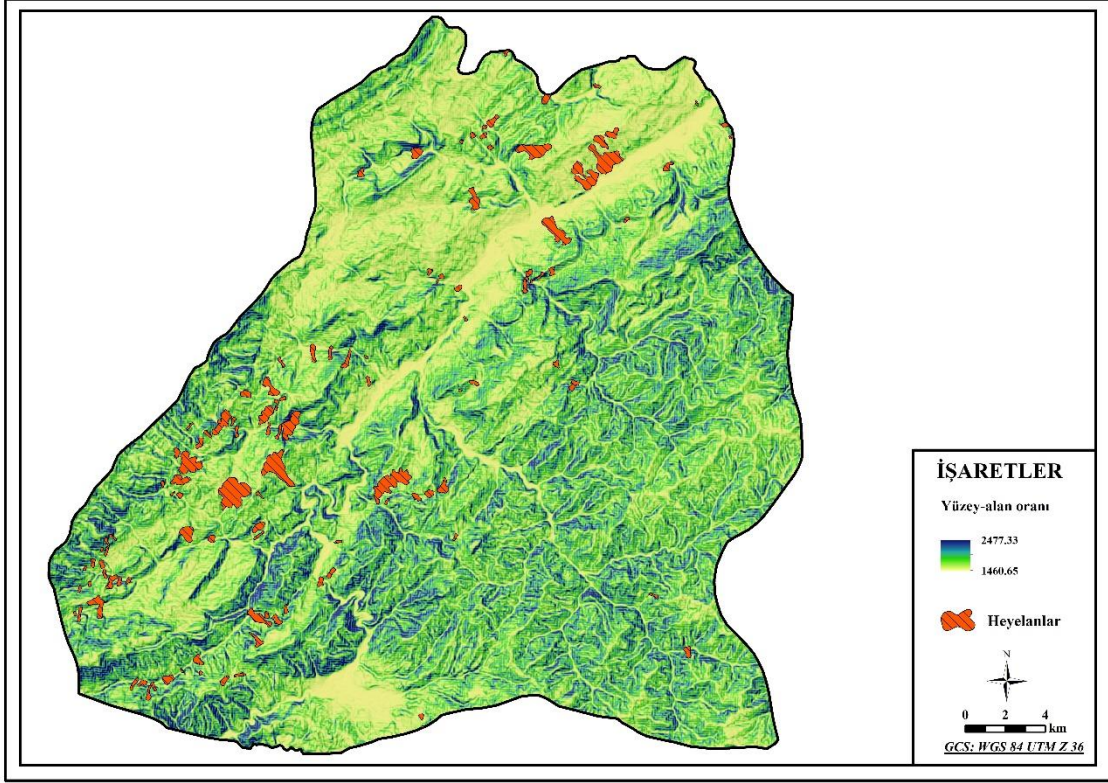 İŞARETLER
Yüzey-alan oranı
2477.33
1460.65
Heyelanlar
N
0 2 4
km
GCS: WGS 84 UTM Z 36